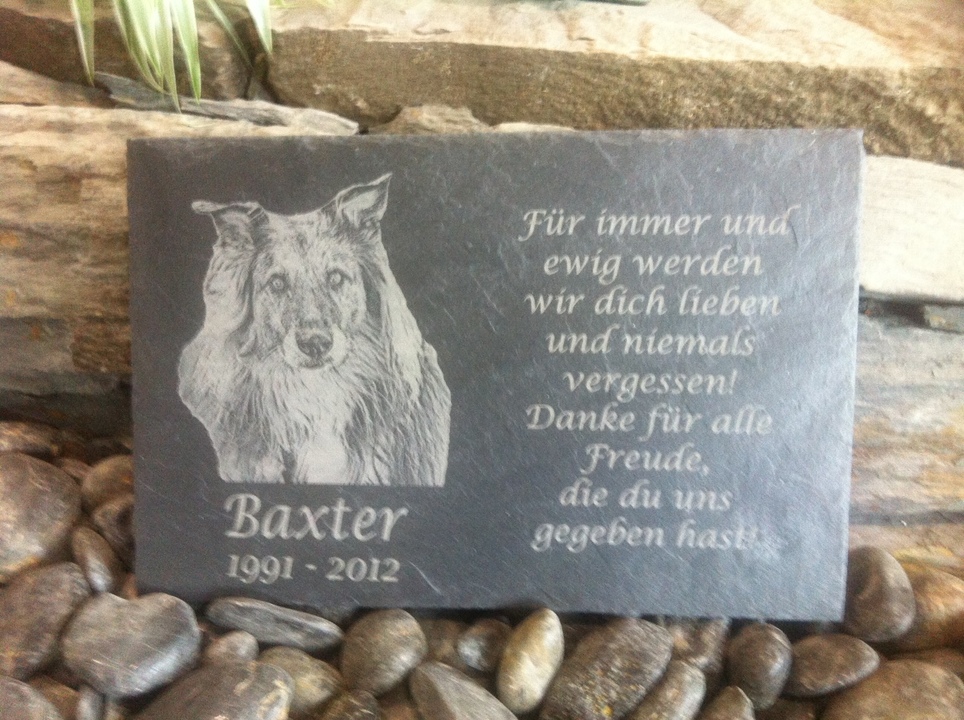 Baxter
1991 - 2012
Für immer und
ewig werden
wir dich lieben
und niemals
vergessen!
Danke für alle
Freude,
die du uns
gegeben hast!